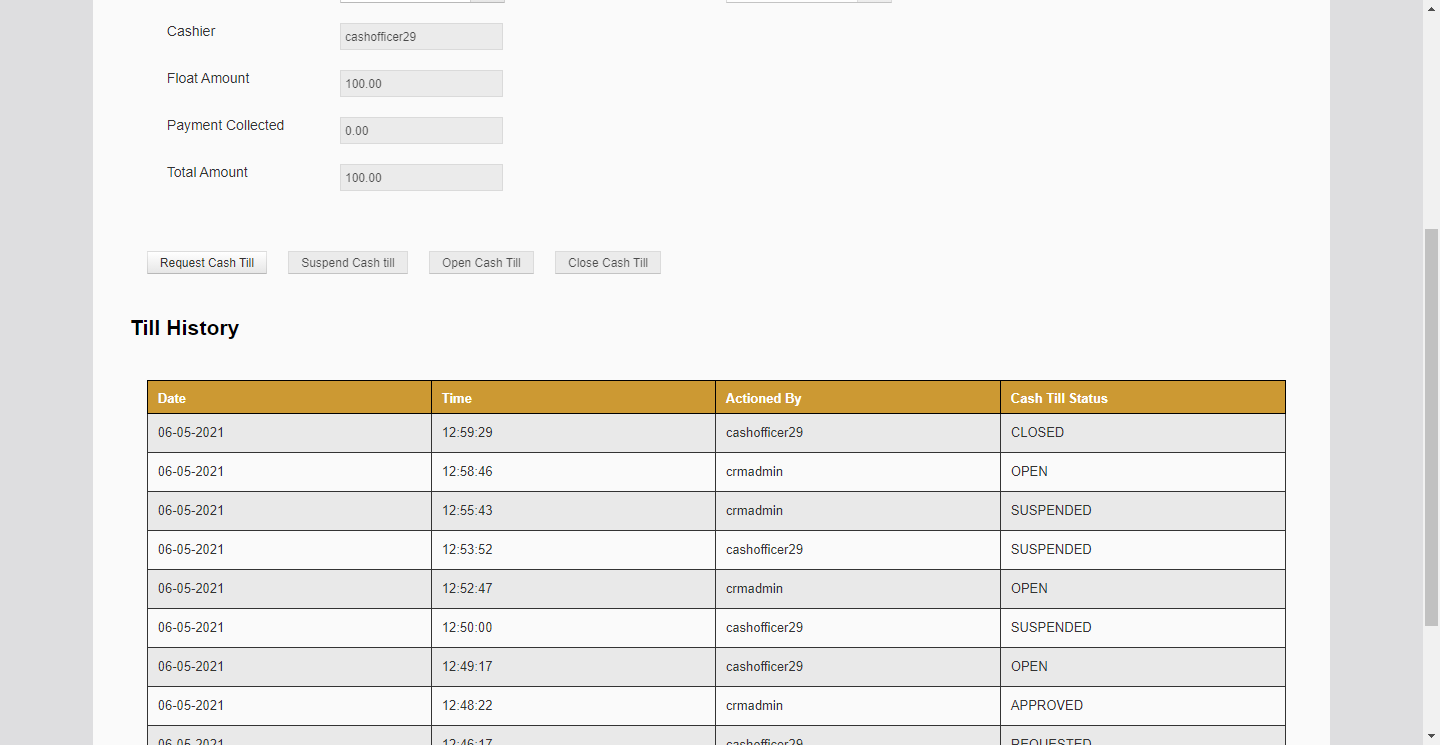 Cashier cashofficer29
Float Amount 100.00
Payment Collected 0.00
Total Amount 100.00
Request Cash Till Suspend Cash till Open Cash Till Close Cash Till
Till History
Date Time Actioned By Cash Till Status
06-05-2021 12:59:29 cashofficer29 CLOSED
06-05-2021 12:58:46 crmadmin OPEN
06-05-2021 12:55:43 crmadmin SUSPENDED
06-05-2021 12:53:52 cashofficer29 SUSPENDED
06-05-2021 12:52:47 crmadmin OPEN
06-05-2021 12:50:00 cashofficer29 SUSPENDED
06-05-2021 12:49:17 cashofficer29 OPEN
06-05-2021 12:48:22 crmadmin APPROVED
06-05-2021 12:46:17 cashofficer29 REQUESTED